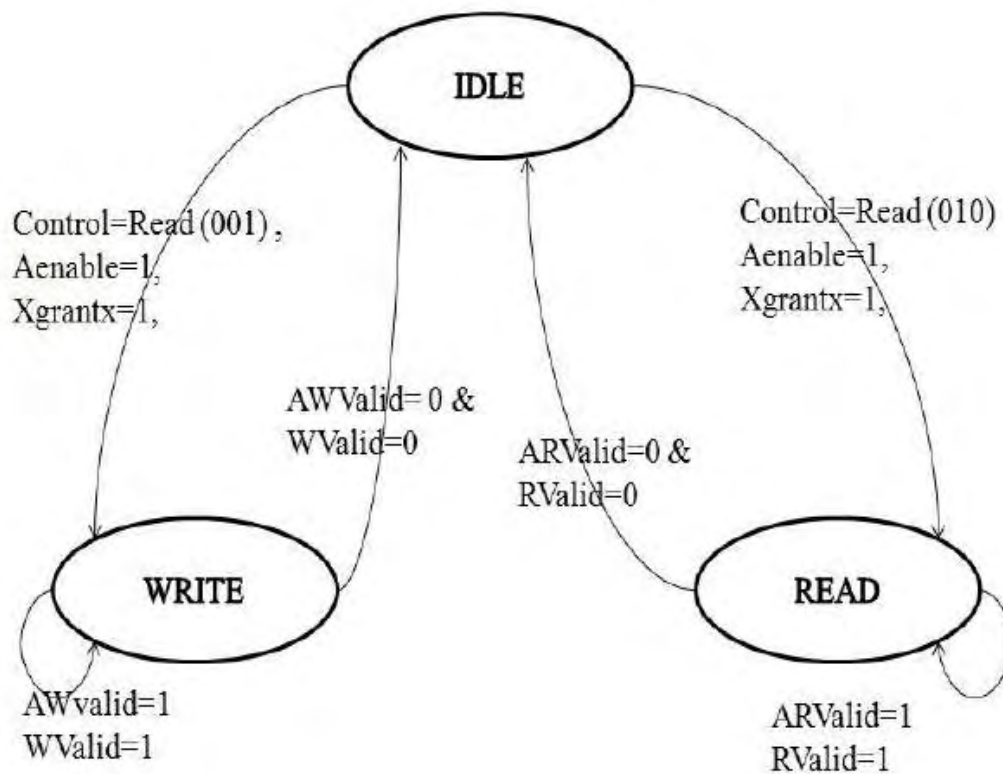 IDLE
Control=Read (001) ,
Aenable=1,
Xgrantx=1,
Control=Read (010)
Aenable=1,
Xgrantx=1,
AWValid= 0 &
WValid=0
ARValid=0 &
RValid=0
WRITE
READ
AWvalid=1
WValid=1
ARValid=1
RValid=1